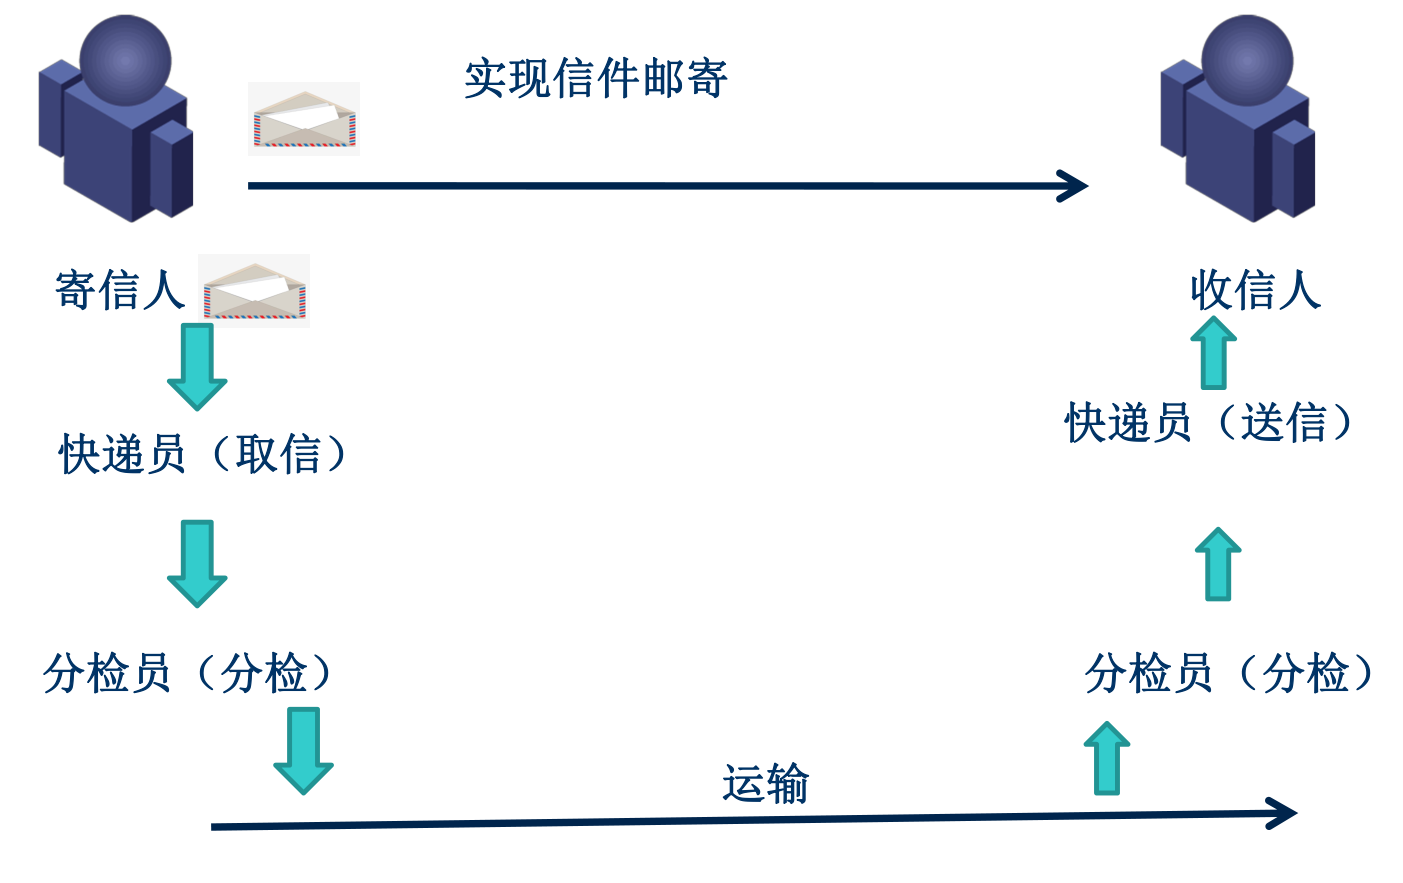 实现信件邮寄
寄信人
收信人
快递员（取信）
快递员（送信）
分检员（分检）
分检员（分检）
运输